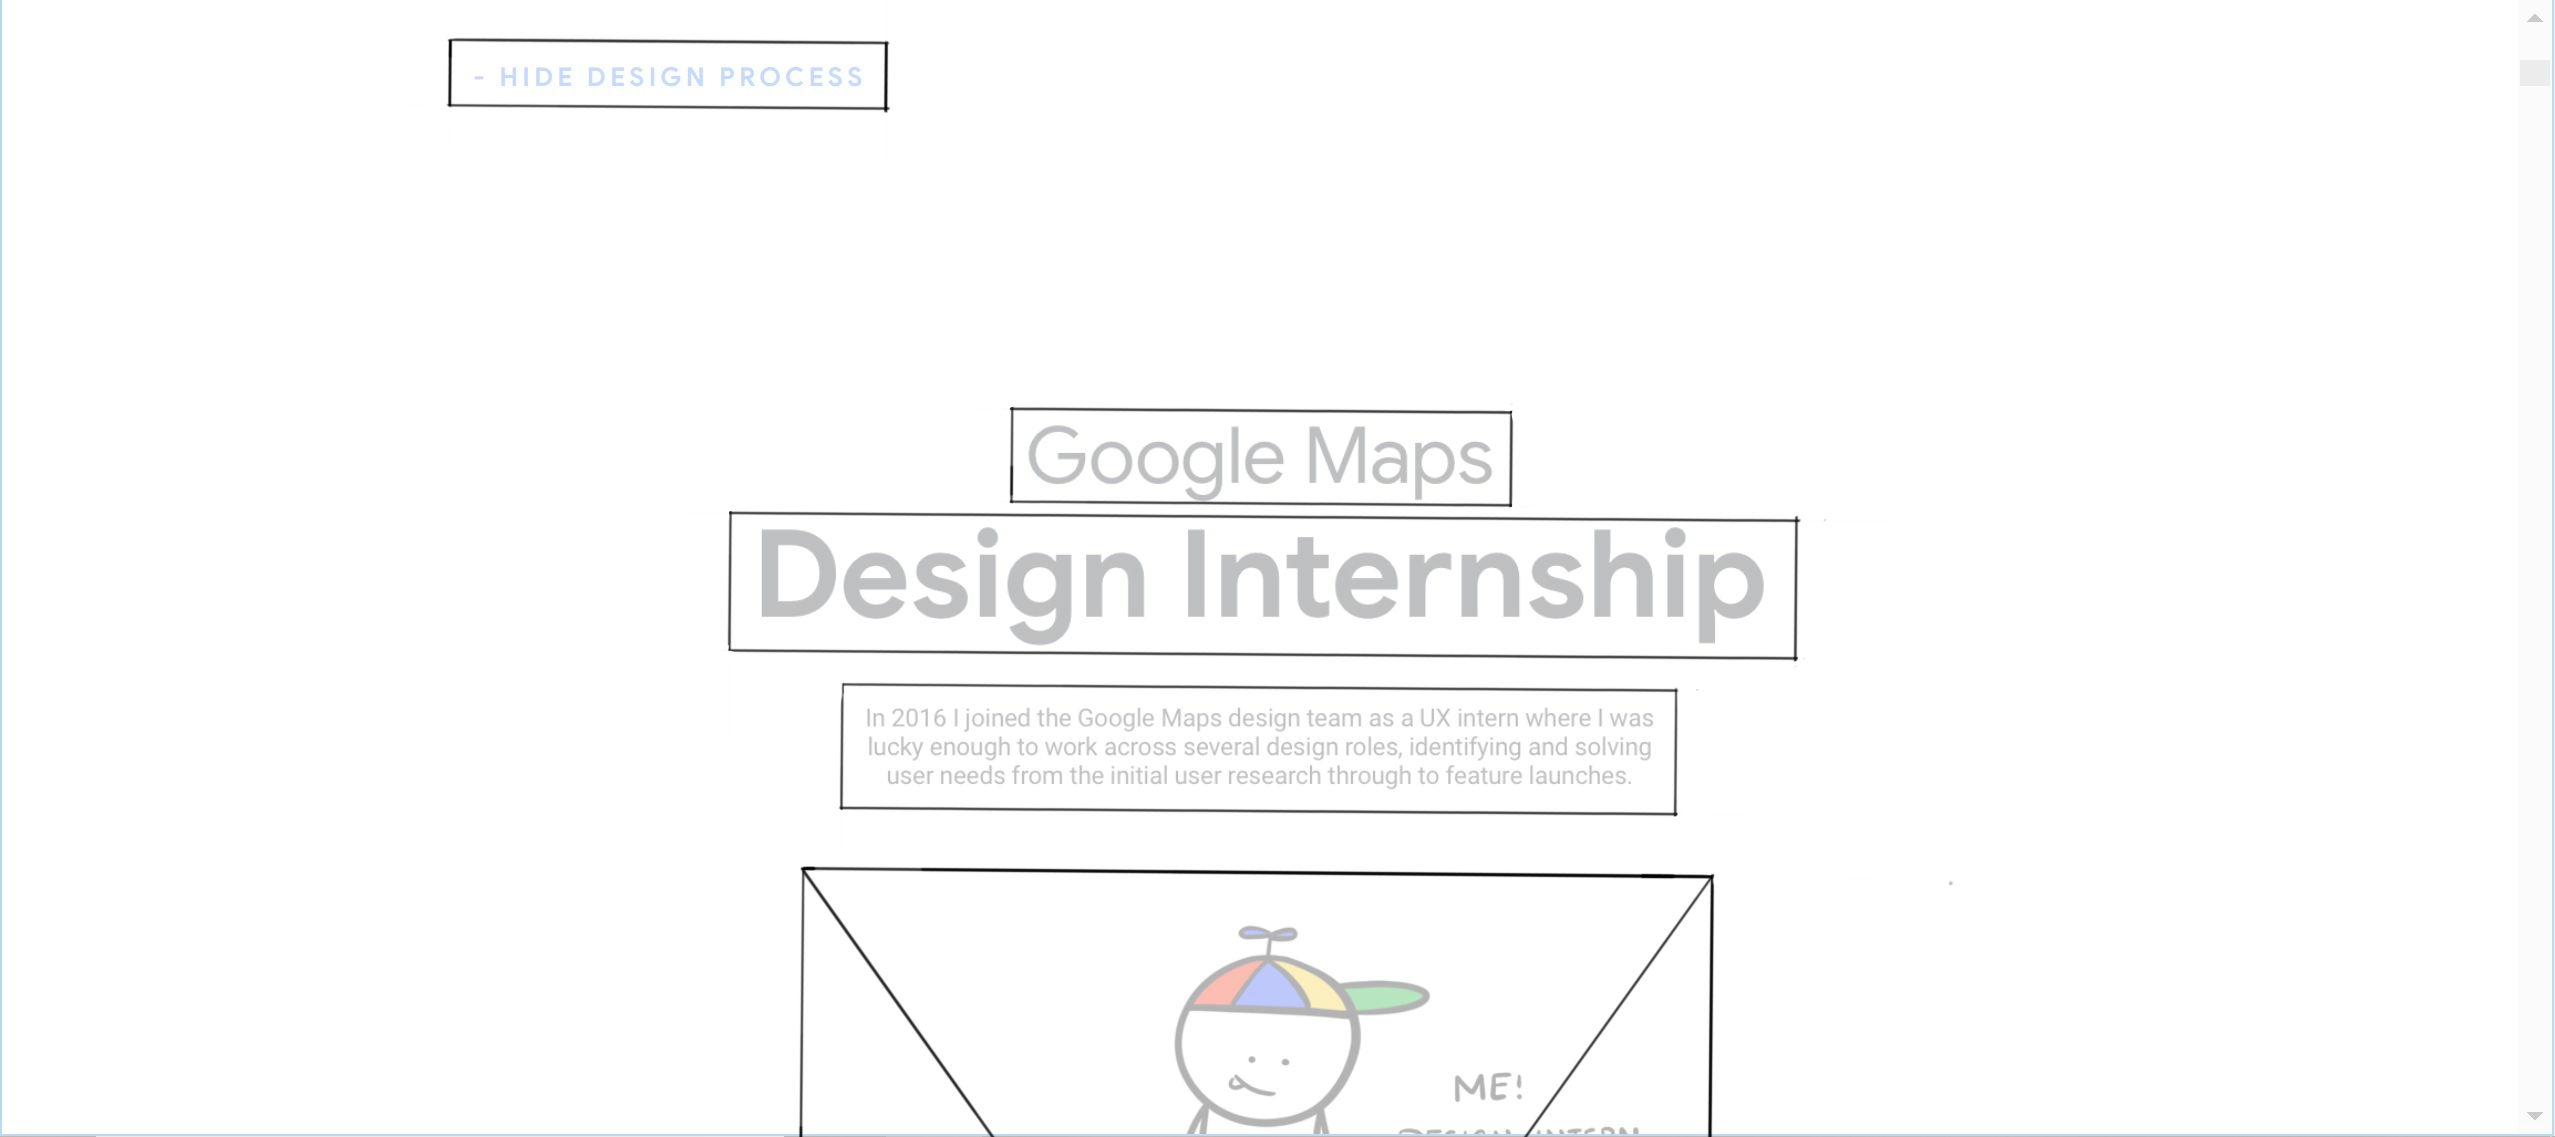 - HIDE DESIGN PROCESS
Google Maps
Design Internship
In 2016 I joined the Google Maps design team as a UX intern where I was
lucky enough to work across several design roles, identifying and solving
user needs from the initial user research through to feature launches.
ME!
DESIGN INTERN